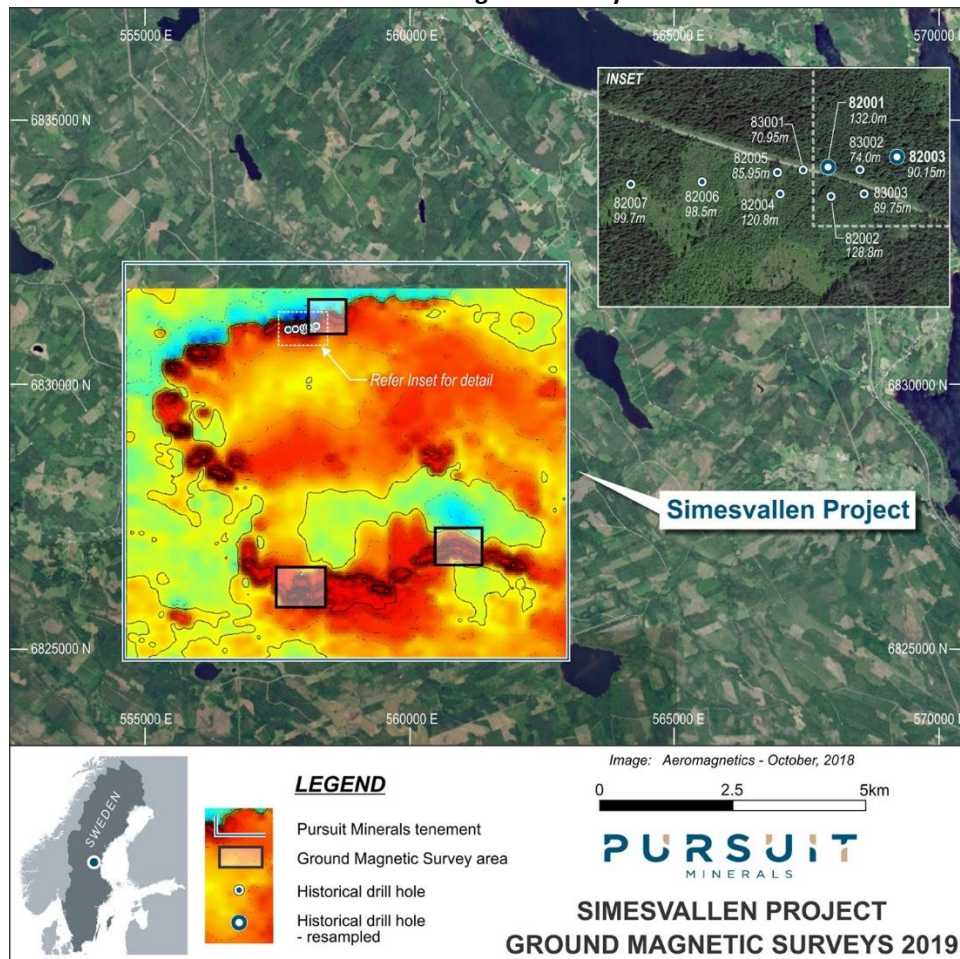 555000 E
560000 E
565000 E
570000 E
6835000 N
INSET
82001
132.0m
83001
70.95m
83002
74.0m
82003
90.15m
82005
85.95m
82007
99.7m
82006
98.5m
82004
120.8m
83003
89.75m
82002
128.8m
6830000 N
6830000 N
Refer Inset for detail
Simesvallen Project
6825000 N
6825000 N
555000 E
560000 E
565000 E
570000 E
SWEDEN
LEGEND
Pursuit Minerals tenement
Ground Magnetic Survey area
Historical drill hole
Historical drill hole
- resampled
Image: Aeromagnetics - October, 2018
0 2.5 5km
PURSUIT
MINERALS
SIMESVALLEN PROJECT
GROUND MAGNETIC SURVEYS 2019